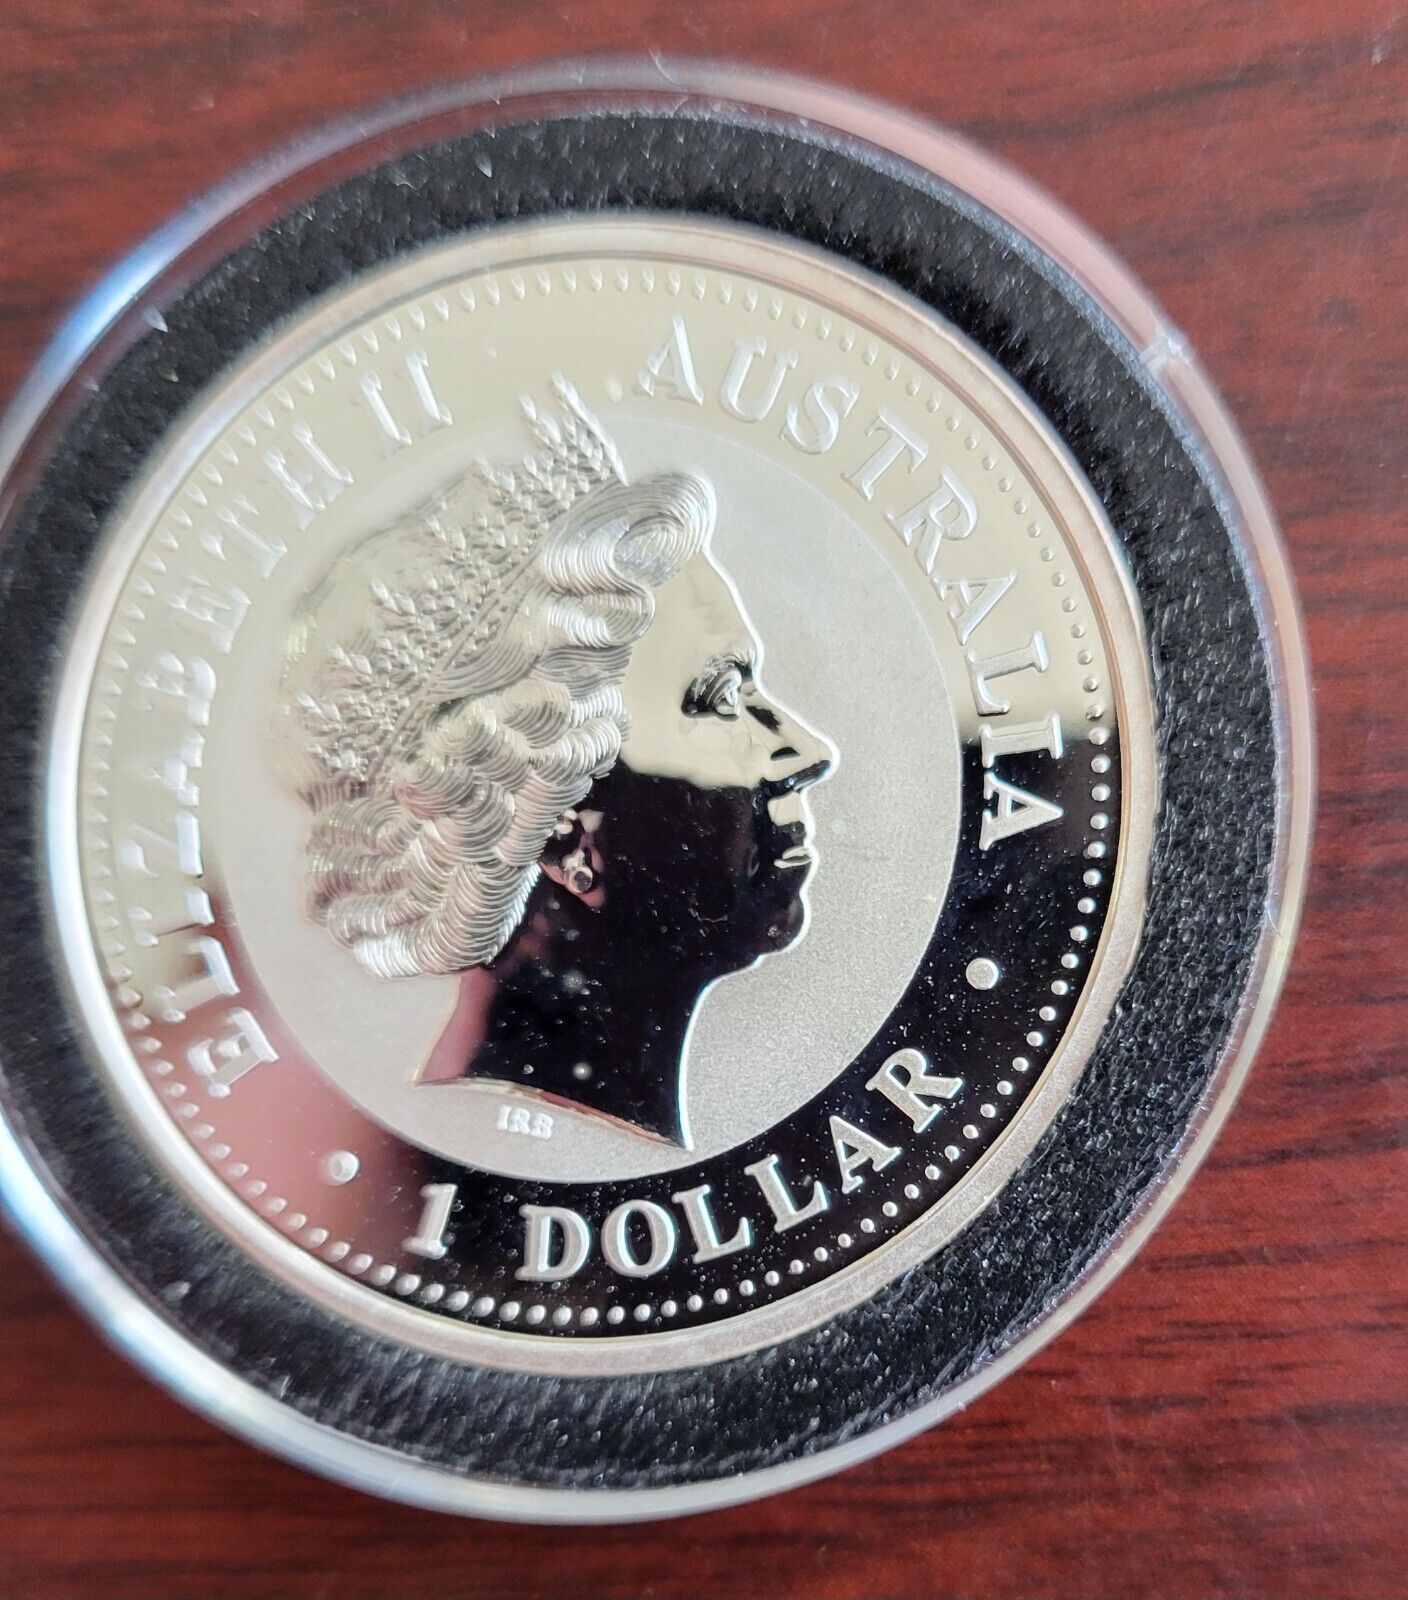 ELIZABETH II
AUSTRALIA
IRB
1 DOLLAR